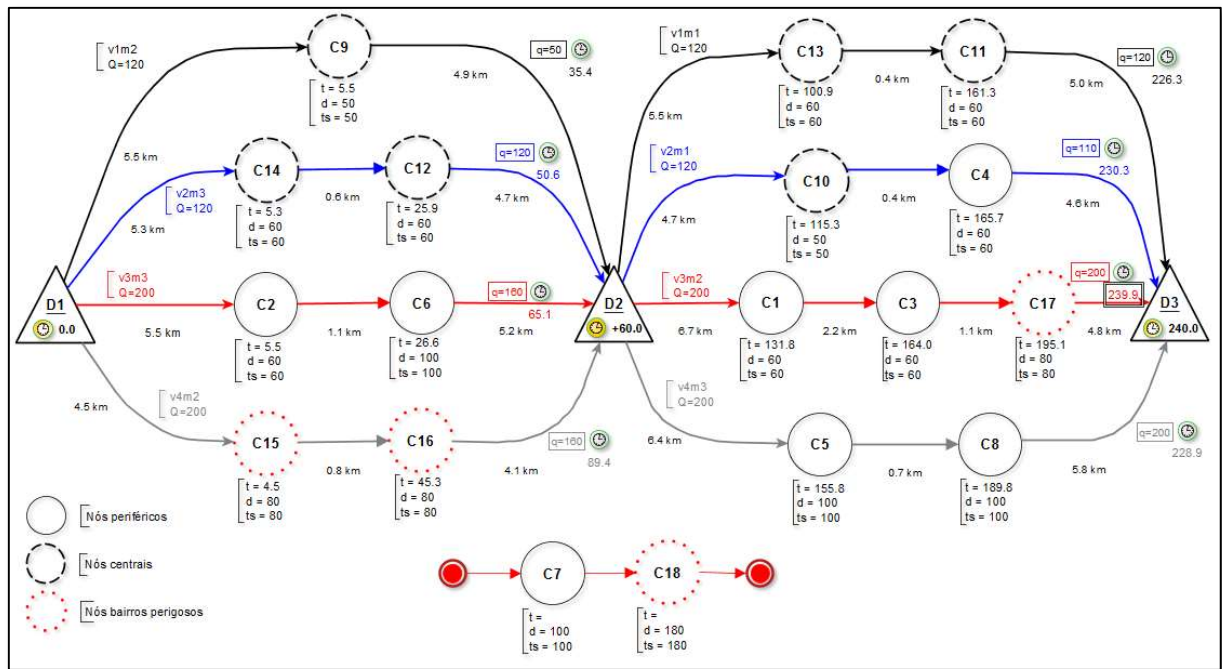 v1m2
Q=120
C9
t = 5.5
d = 50
ts = 50
4.9 km
q=50
35.4
5.5 km
v2m3
Q=120
5.3 km
C14
t = 5.3
d = 60
ts = 60
0.6 km
C12
t = 25.9
d = 60
ts = 60
q=120
50.6
4.7 km
D1
0.0
v3m3
Q=200
5.5 km
C2
t = 5.5
d = 60
ts = 60
1.1 km
C6
t = 26.6
d = 100
ts = 100
q=160
65.1
5.2 km
4.5 km
v4m2
Q=200
C15
t = 4.5
d = 80
ts = 80
0.8 km
C16
t = 45.3
d = 80
ts = 80
4.1 km
q=160
89.4
D2
+60.0
v1m1
Q=120
5.5 km
C13
t = 100.9
d = 60
ts = 60
0.4 km
C11
t = 161.3
d = 60
ts = 60
5.0 km
q=120
226.3
v2m1
Q=120
4.7 km
C10
t = 115.3
d = 50
ts = 50
0.4 km
C4
t = 165.7
d = 60
ts = 60
q=110
230.3
4.6 km
v3m2
Q=200
6.7 km
C1
t = 131.8
d = 60
ts = 60
2.2 km
C3
t = 164.0
d = 60
ts = 60
1.1 km
C17
t = 195.1
d = 80
ts = 80
q=200
239.9
4.8 km
D3
240.0
v4m3
Q=200
6.4 km
C5
t = 155.8
d = 100
ts = 100
0.7 km
C8
t = 189.8
d = 100
ts = 100
5.8 km
q=200
228.9
Nós periféricos
Nós centrais
Nós bairros perigosos
C7
t =
d = 100
ts = 100
C18
t =
d = 180
ts = 180